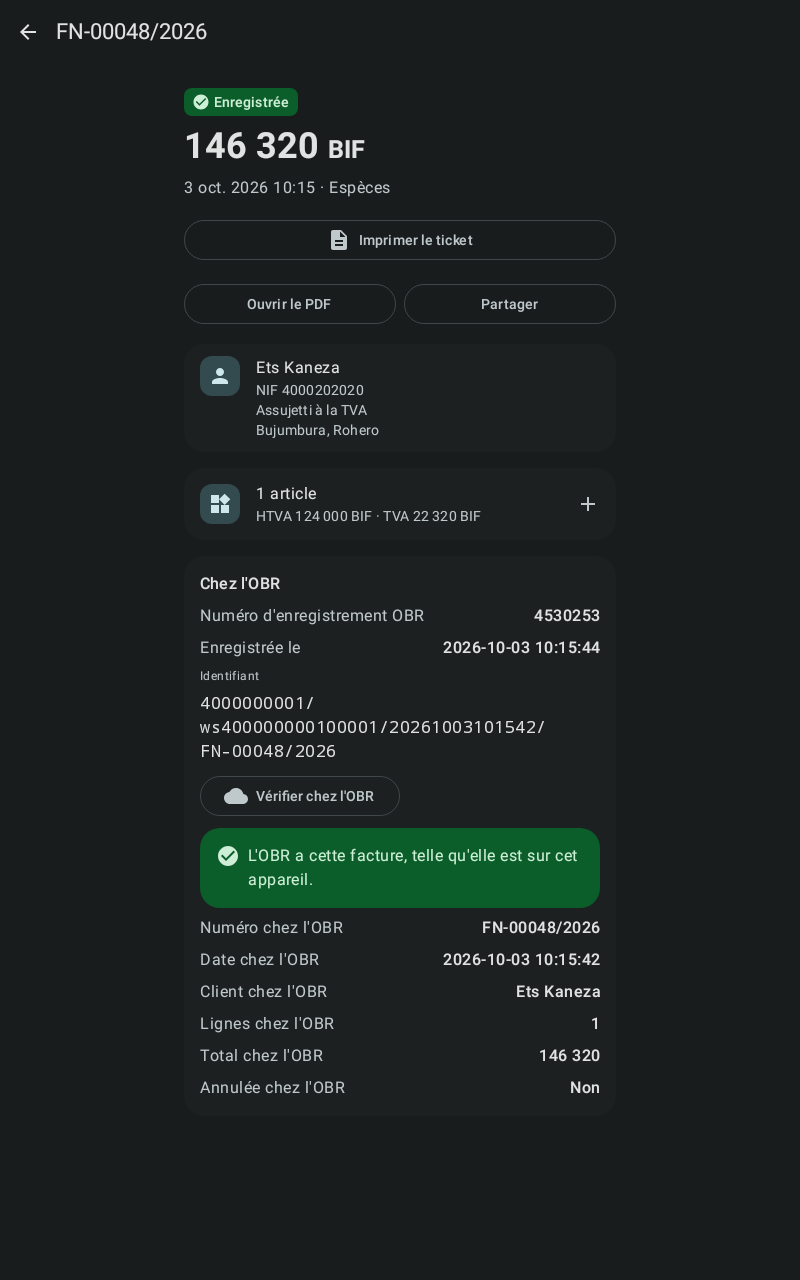 FN-00048/2026
Enregistrée
146 320 BIF
3 oct. 2026 10:15 · Espèces
Imprimer le ticket
Ouvrir le PDF
Partager
Ets Kaneza
NIF 4000202020
Assujetti à la TVA
Bujumbura, Rohero
1 article
HTVA 124 000 BIF · TVA 22 320 BIF
Chez l'OBR
Numéro d'enregistrement OBR 4530253
Enregistrée le 2026-10-03 10:15:44
Identifiant
4000000001/
ws400000000100001/20261003101542/
FN-00048/2026
Vérifier chez l'OBR
L'OBR a cette facture, telle qu'elle est sur cet
appareil.
Numéro chez l'OBR FN-00048/2026
Date chez l'OBR 2026-10-03 10:15:42
Client chez l'OBR Ets Kaneza
Lignes chez l'OBR 1
Total chez l'OBR 146 320
Annulée chez l'OBR Non